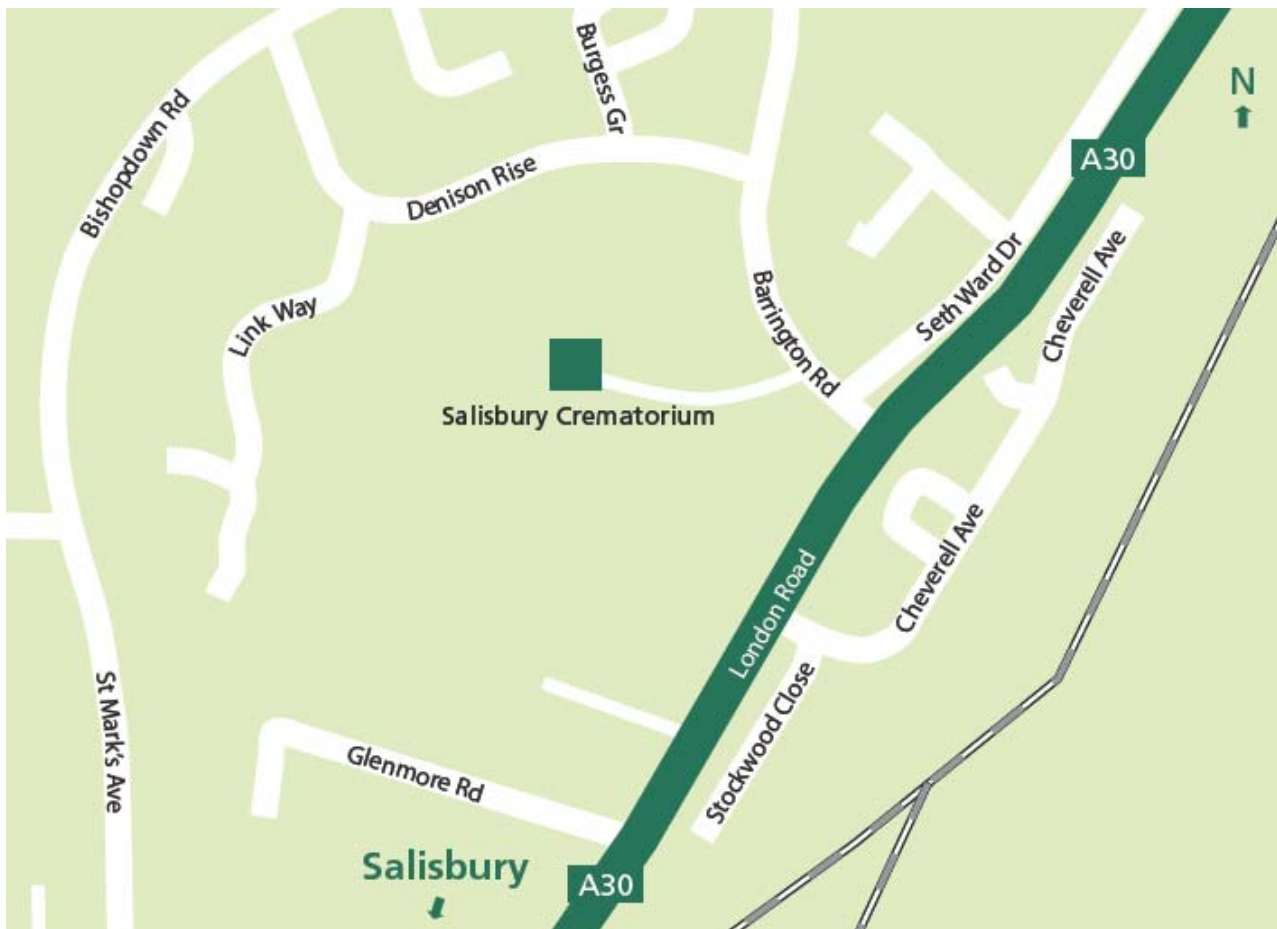 Burgess Gr
N
A30
Bishopdown Rd
Denison Rise
Cheverell Ave
Seth Ward Dr
Barrington Rd
Link Way
Salisbury Crematorium
Cheverell Ave
London Road
Stockwood Close
St Mark's Ave
Glenmore Rd
Salisbury
A30